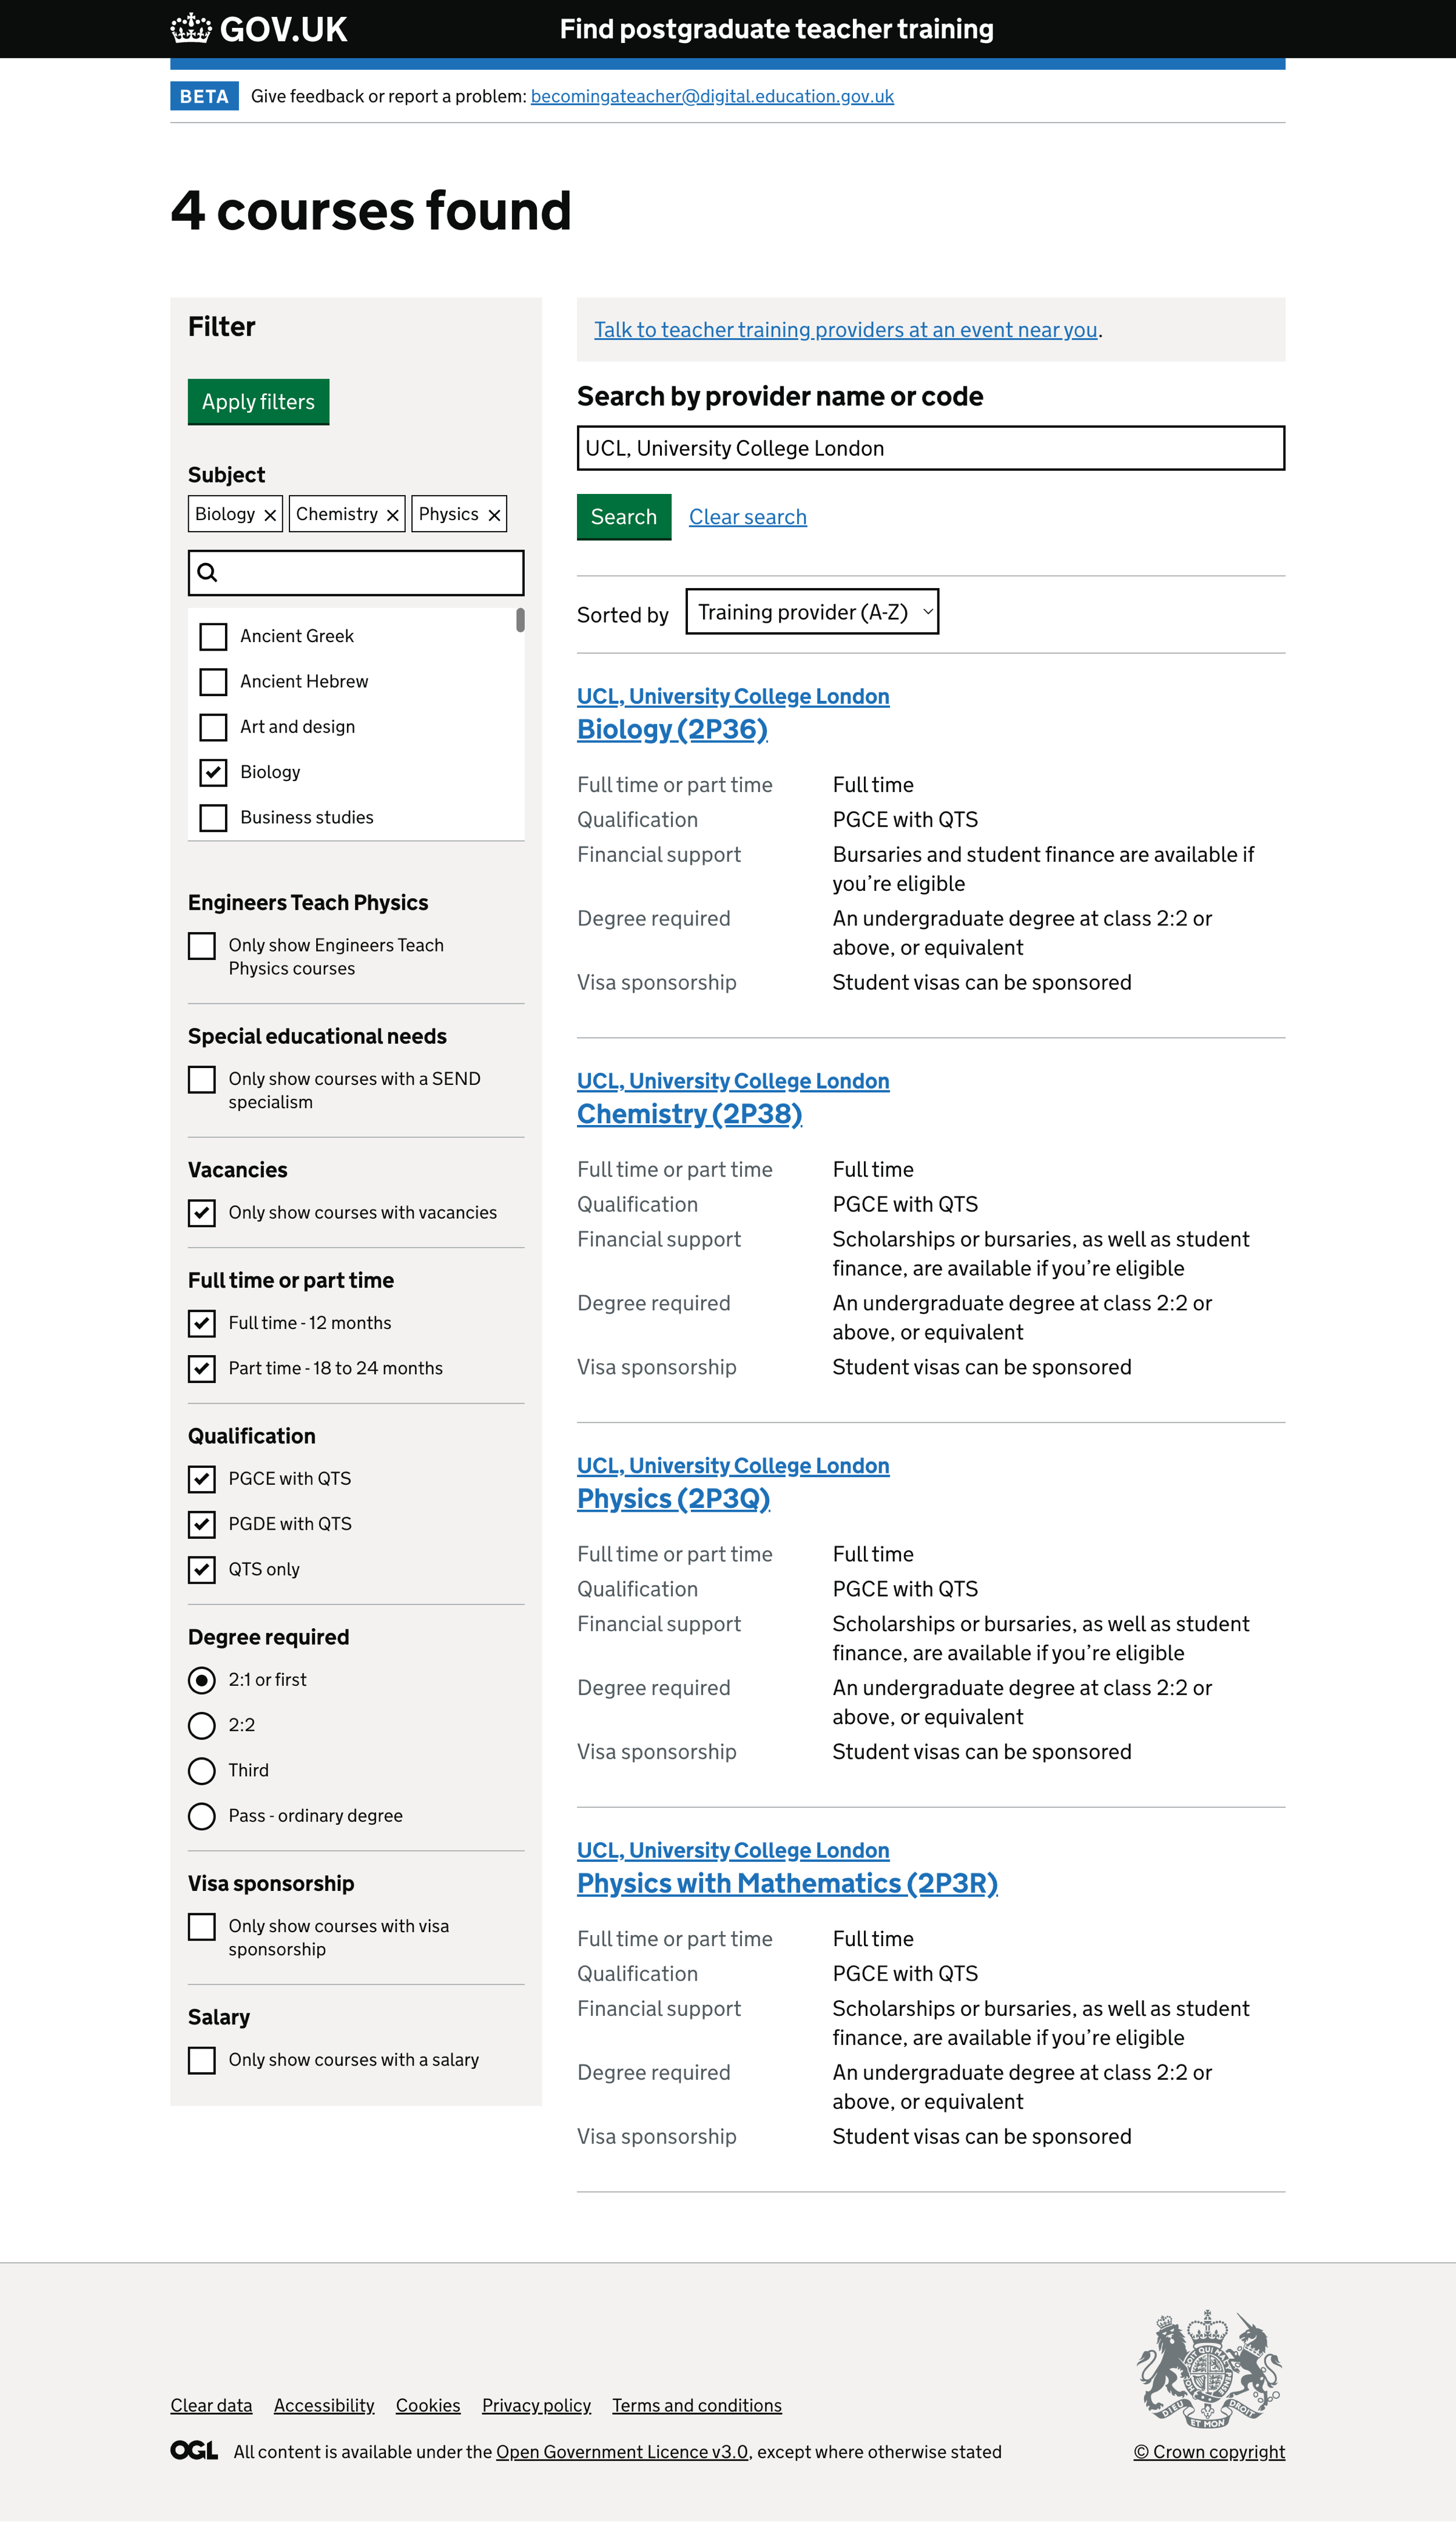 GOV.UK
Find postgraduate teacher training
BETA Give feedback or report a problem: becomingateacher@digital.education.gov.uk
4 courses found
Filter
Apply filters
Subject
Biology Chemistry Physics
Ancient Greek
Ancient Hebrew
Art and design
Biology
Business studies
Engineers Teach Physics
Only show Engineers Teach
Physics courses
Special educational needs
Only show courses with a SEND
specialism
Vacancies
Only show courses with vacancies
Full time or part time
Full time - 12 months
Part time - 18 to 24 months
Qualification
PGCE with QTS
PGDE with QTS
QTS only
Degree required
2:1 or first
2:2
Third
Pass - ordinary degree
Visa sponsorship
Only show courses with visa
sponsorship
Salary
Only show courses with a salary
Talk to teacher training providers at an event near you.
Search by provider name or code
UCL, University College London
Search Clear search
Sorted by Training provider (A-Z)
UCL, University College London
Biology (2P36)
Full time or part time Full time
Qualification PGCE with QTS
Financial support Bursaries and student finance are available if
you’re eligible
Degree required An undergraduate degree at class 2:2 or
above, or equivalent
Visa sponsorship Student visas can be sponsored
UCL, University College London
Chemistry (2P38)
Full time or part time Full time
Qualification PGCE with QTS
Financial support Scholarships or bursaries, as well as student
finance, are available if you’re eligible
Degree required An undergraduate degree at class 2:2 or
above, or equivalent
Visa sponsorship Student visas can be sponsored
UCL, University College London
Physics (2P3Q)
Full time or part time Full time
Qualification PGCE with QTS
Financial support Scholarships or bursaries, as well as student
finance, are available if you’re eligible
Degree required An undergraduate degree at class 2:2 or
above, or equivalent
Visa sponsorship Student visas can be sponsored
UCL, University College London
Physics with Mathematics (2P3R)
Full time or part time Full time
Qualification PGCE with QTS
Financial support Scholarships or bursaries, as well as student
finance, are available if you’re eligible
Degree required An undergraduate degree at class 2:2 or
above, or equivalent
Visa sponsorship Student visas can be sponsored
Clear data Accessibility Cookies Privacy policy Terms and conditions
OGL All content is available under the Open Government Licence v3.0, except where otherwise stated
DIEU ET MON DROIT
© Crown copyright